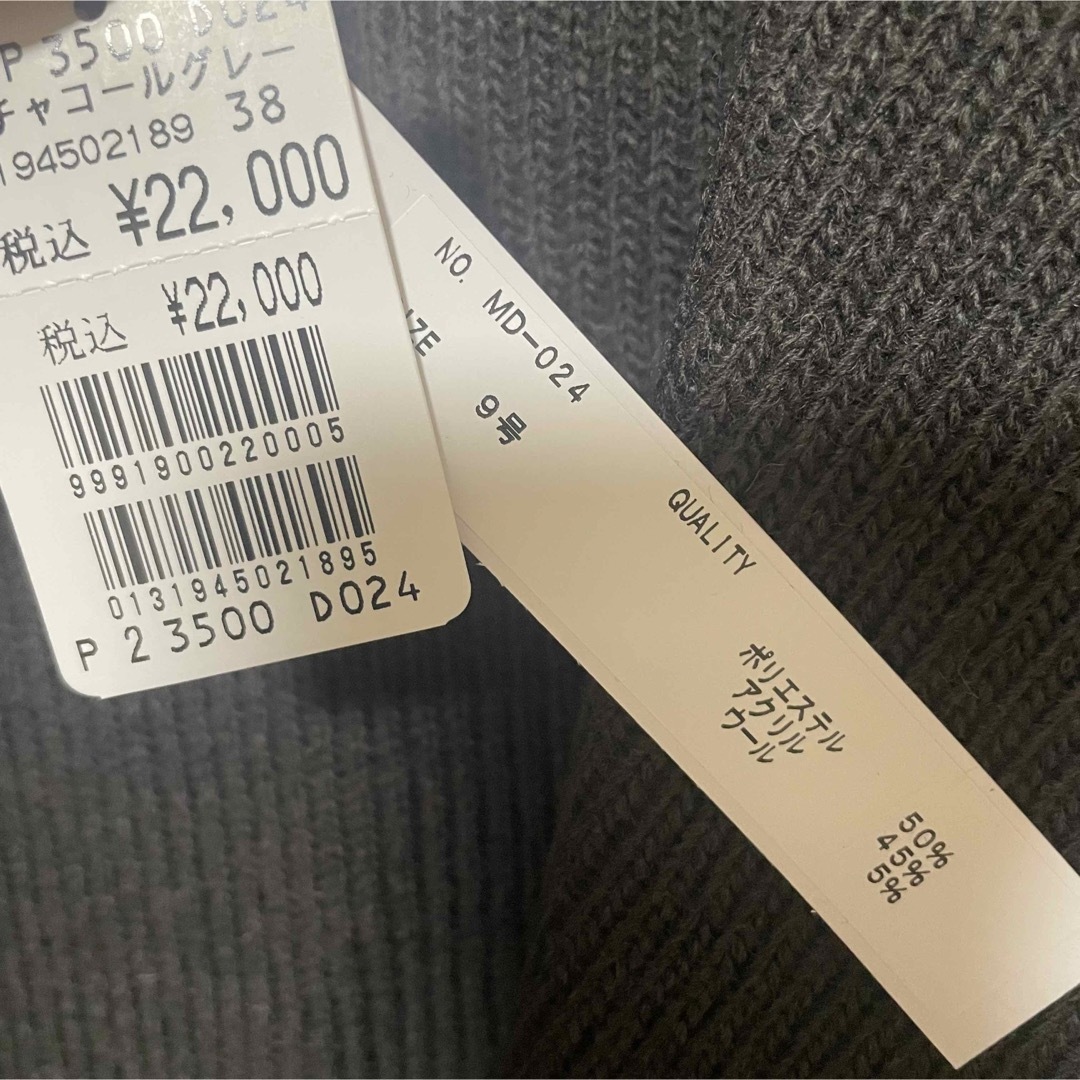 P 3500 D024
チャコールグレー
194502189 38
税込 ¥22,000
税込 ¥22,000
9991900220005
0131945021895
P 2 3500 D024
NO. MD-024
IZE 9号
QUALITY
ポリエステル 50%
アクリル 45%
ウール 5%